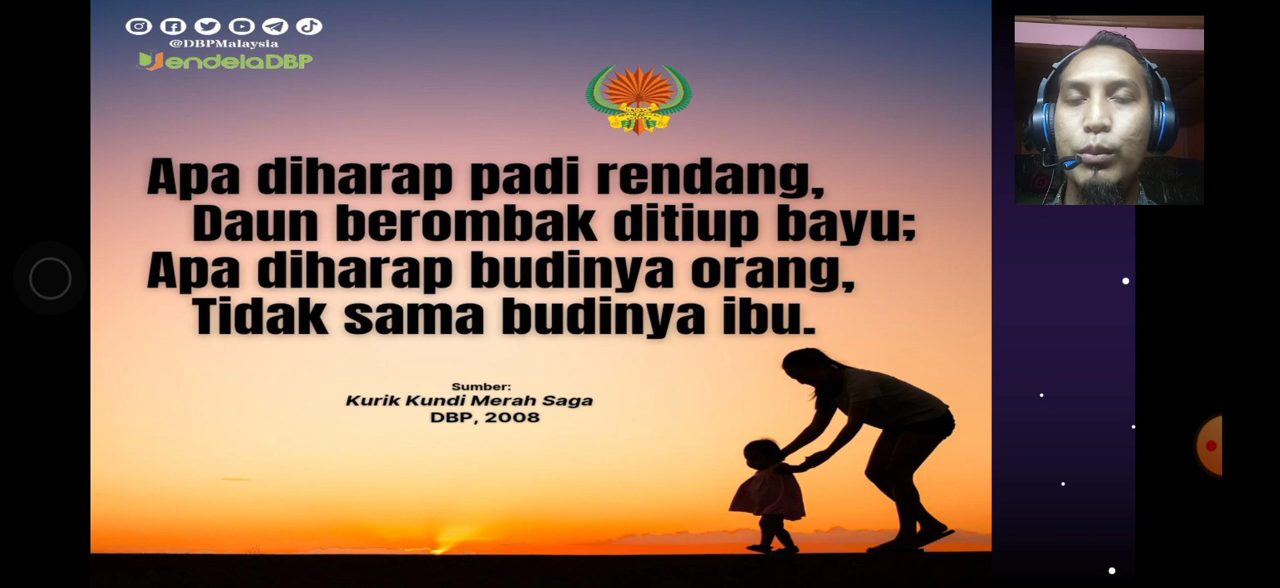 @DBPMalaysia
JendelaDBP
Apa diharap padi rendang,
Daun berombak ditiup bayu;
Apa diharap budinya orang,
Tidak sama budinya ibu.
Sumber:
Kurik Kundi Merah Saga
DBP, 2008